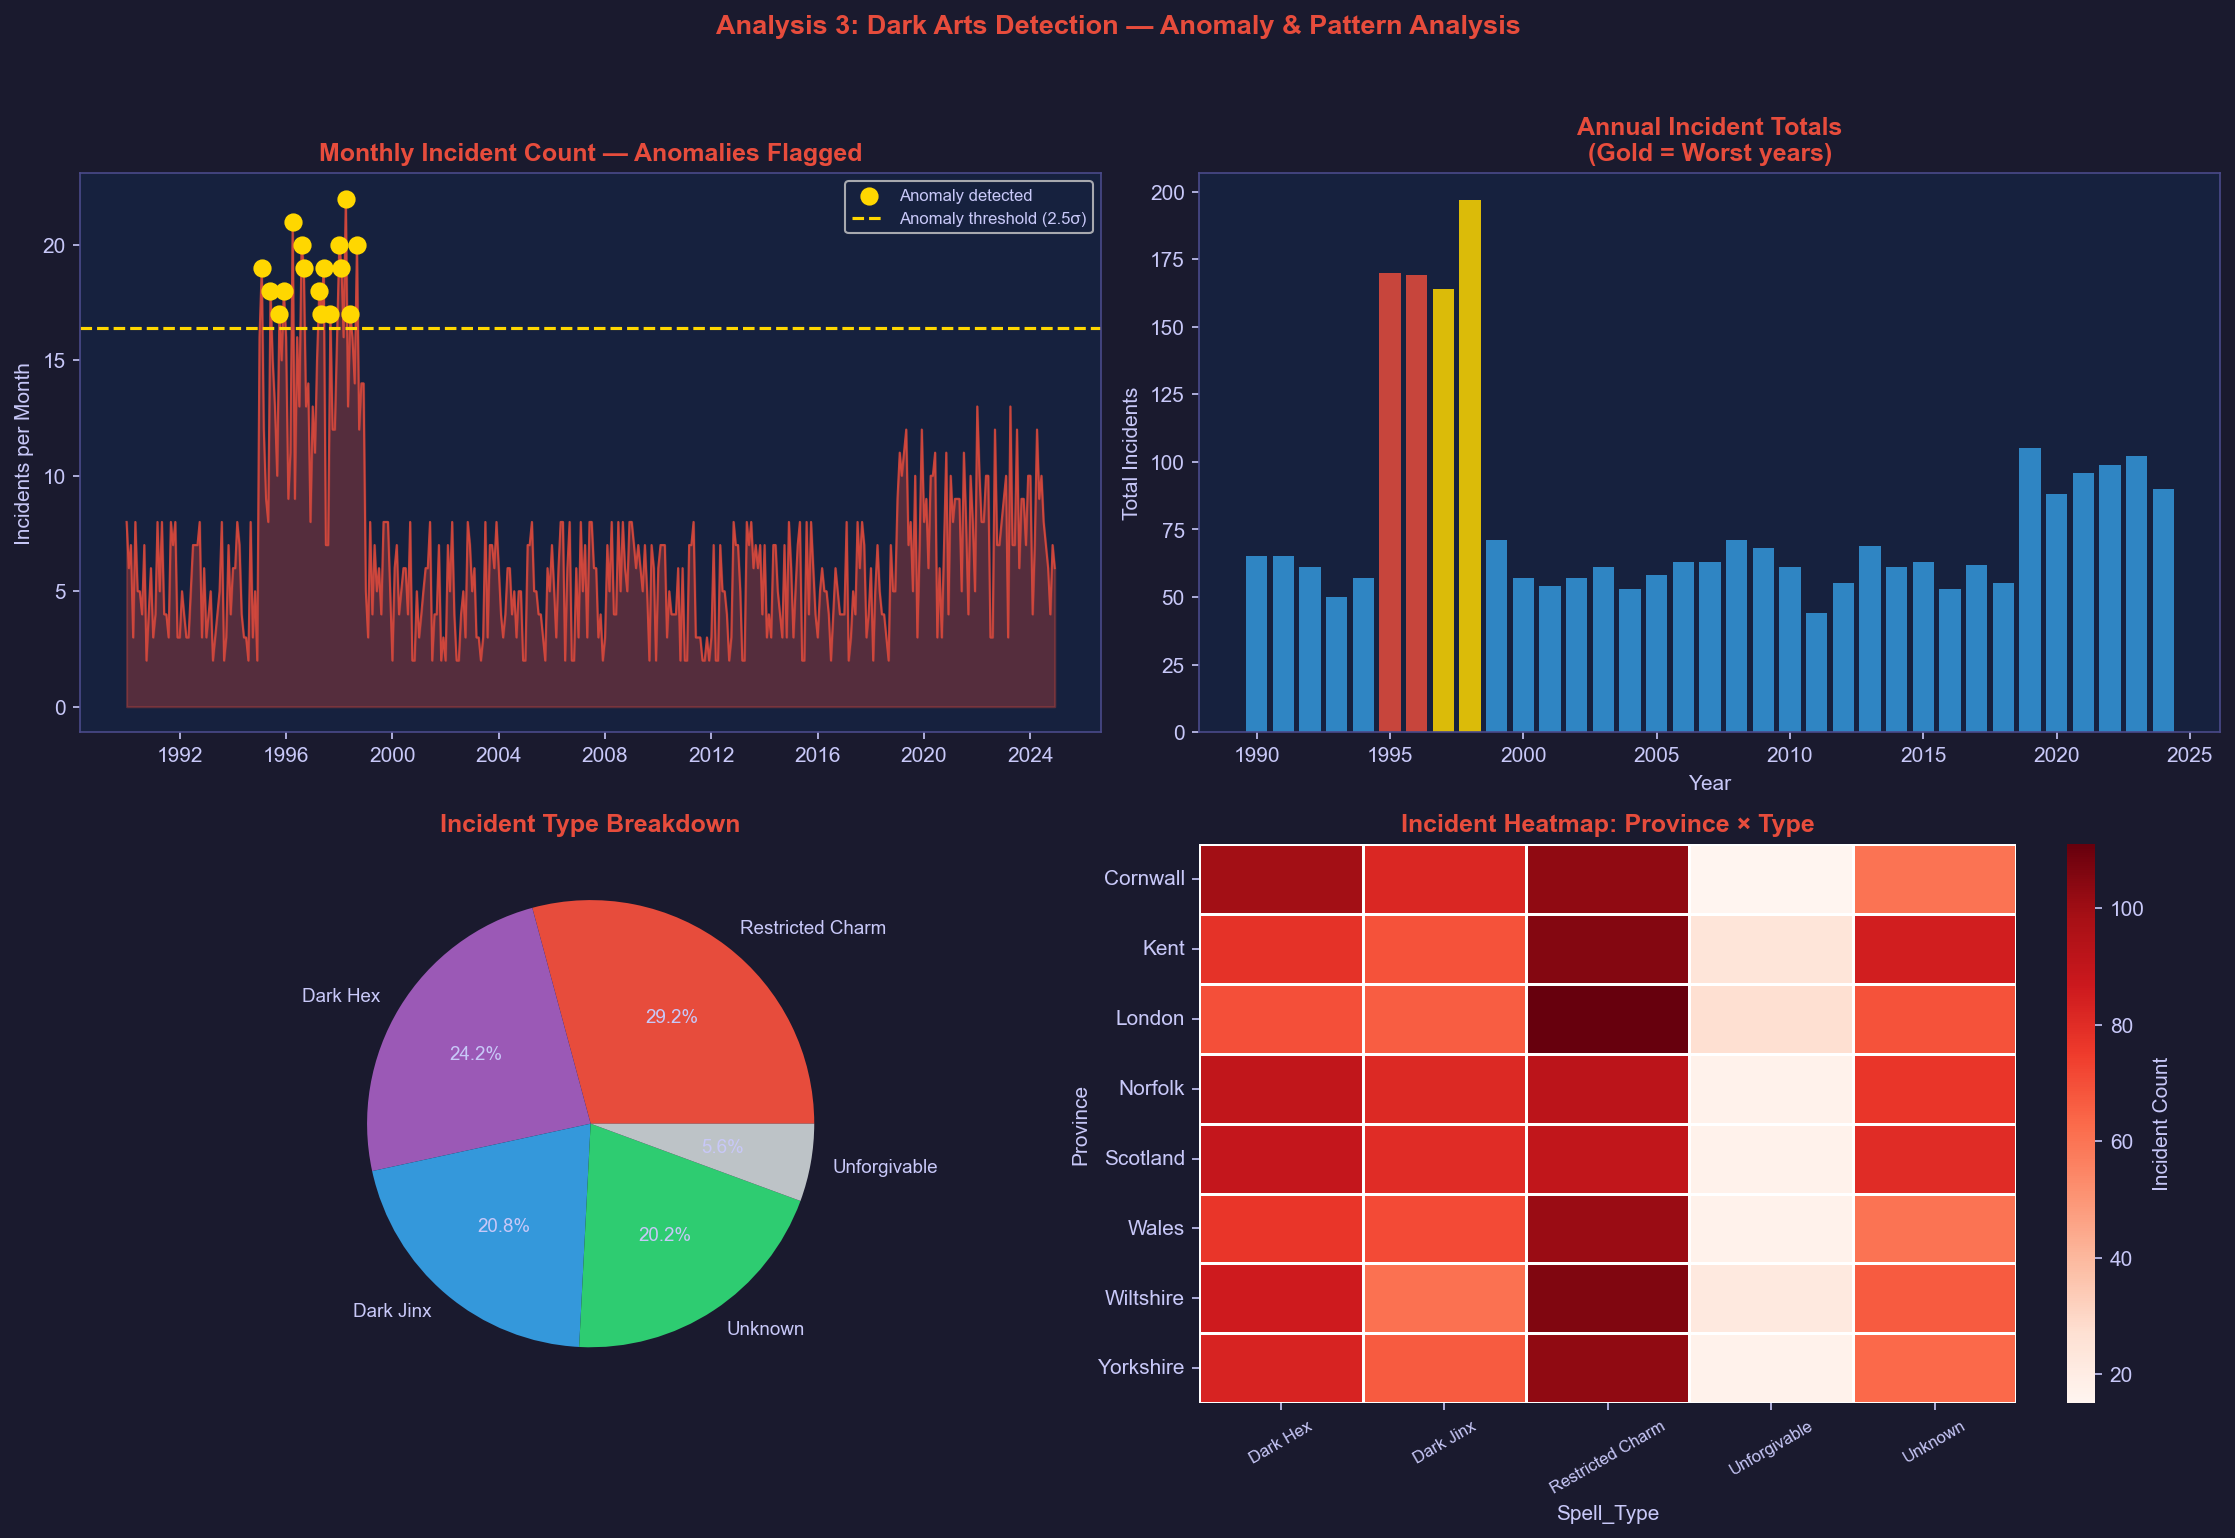 Analysis 3: Dark Arts Detection — Anomaly & Pattern Analysis
Monthly Incident Count — Anomalies Flagged
Anomaly detected
Anomaly threshold (2.5σ)
Incidents per Month
20
15
10
5
0
1992 1996 2000 2004 2008 2012 2016 2020 2024
Annual Incident Totals
(Gold = Worst years)
Total Incidents
200
175
150
125
100
75
50
25
0
1990 1995 2000 2005 2010 2015 2020 2025
Year
Incident Type Breakdown
Restricted Charm
29.2%
Dark Hex
24.2%
Dark Jinx
20.8%
Unknown
20.2%
Unforgivable
5.6%
Incident Heatmap: Province × Type
Province
Cornwall
Kent
London
Norfolk
Scotland
Wales
Wiltshire
Yorkshire
Dark Hex
Dark Jinx
Restricted Charm
Unforgivable
Unknown
Spell_Type
100
80
60
40
20
Incident Count